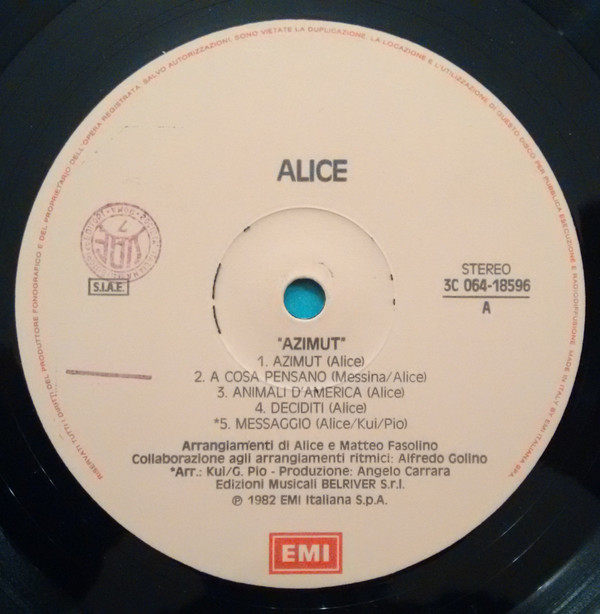 RISERVATI TUTTI I DIRITTI DEL PRODUTTORE FONOGRAFICO E DEL PROPRIETARIO DELL'OPERA REGISTRATA. SALVO AUTORIZZAZIONI, SONO VIETATE LA DUPLICAZIONE, LA LOCAZIONE E L'UTILIZZAZIONE DI QUESTO DISCO PER PUBBLICA ESECUZIONE E RADIODIFFUSIONE. MADE IN ITALY BY EMI ITALIANA SPA.
ALICE
S.I.A.E.
STEREO
3C 064-18596
A
"AZIMUT"
1. AZIMUT (Alice)
2. A COSA PENSANO (Messina/Alice)
3. ANIMALI D'AMERICA (Alice)
4. DECIDITI (Alice)
*5. MESSAGGIO (Alice/Kui/Pio)
Arrangiamenti di Alice e Matteo Fasolino
Collaborazione agli arrangiamenti ritmici: Alfredo Golino
*Arr.: Kui/G. Pio - Produzione: Angelo Carrara
Edizioni Musicali BELRIVER S.r.l.
℗ 1982 EMI Italiana S.p.A.
EMI